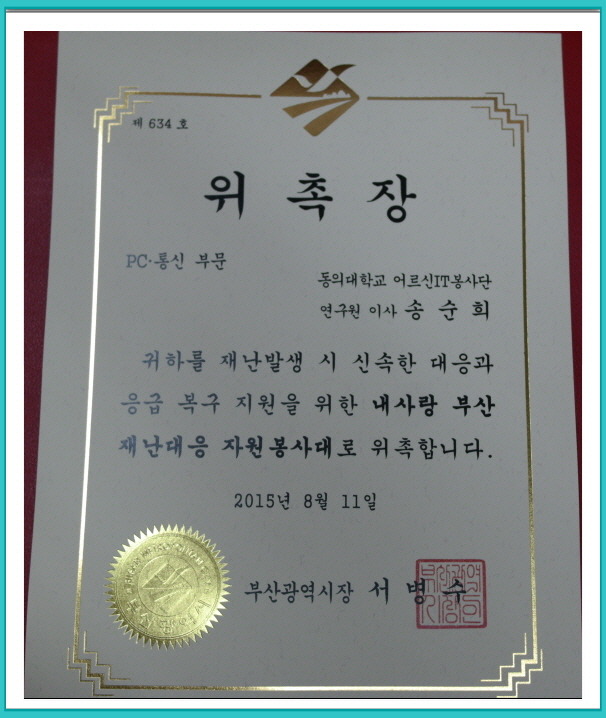 제 634 호
위 촉 장
PC·통신 부문
동의대학교 어르신IT봉사단
연구원 이사 송 순 희
귀하를 재난발생 시 신속한 대응과
응급 복구 지원을 위한 내사랑 부산
재난대응 자원봉사대로 위촉합니다.
2015년 8월 11일
부산광역시장 서 병 수